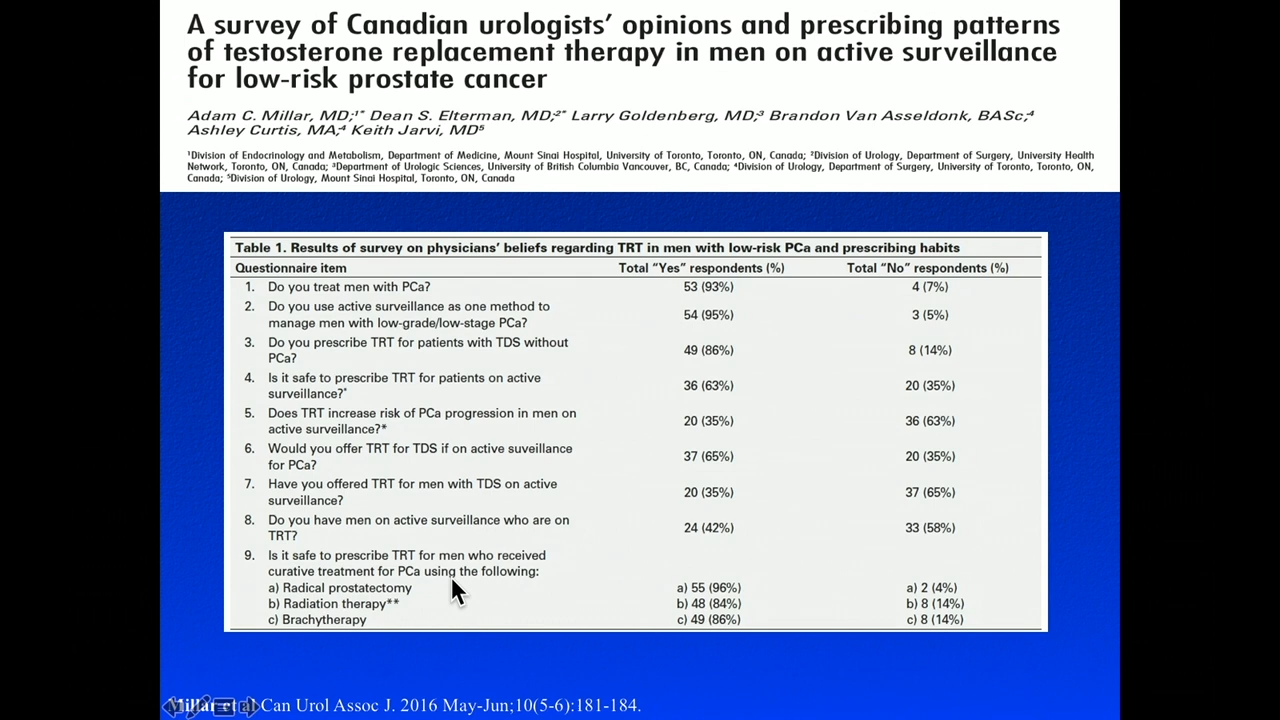 A survey of Canadian urologists' opinions and prescribing patterns
of testosterone replacement therapy in men on active surveillance
for low-risk prostate cancer
Adam C. Millar, MD;¹* Dean S. Elterman, MD;²* Larry Goldenberg, MD;³ Brandon Van Asseldonk, BASc;⁴
Ashley Curtis, MA;⁴ Keith Jarvi, MD⁵
¹Division of Endocrinology and Metabolism, Department of Medicine, Mount Sinai Hospital, University of Toronto, Toronto, ON, Canada; ²Division of Urology, Department of Surgery, University Health
Network, Toronto, ON, Canada; ³Department of Urologic Sciences, University of British Columbia Vancouver, BC, Canada; ⁴Division of Urology, Department of Surgery, University of Toronto, Toronto, ON,
Canada; ⁵Division of Urology, Mount Sinai Hospital, Toronto, ON, Canada
Table 1. Results of survey on physicians' beliefs regarding TRT in men with low-risk PCa and prescribing habits
Questionnaire item Total "Yes" respondents (%) Total "No" respondents (%)
1. Do you treat men with PCa? 53 (93%) 4 (7%)
2. Do you use active surveillance as one method to
manage men with low-grade/low-stage PCa? 54 (95%) 3 (5%)
3. Do you prescribe TRT for patients with TDS without
PCa? 49 (86%) 8 (14%)
4. Is it safe to prescribe TRT for patients on active
surveillance?* 36 (63%) 20 (35%)
5. Does TRT increase risk of PCa progression in men on
active surveillance?* 20 (35%) 36 (63%)
6. Would you offer TRT for TDS if on active suveillance
for PCa? 37 (65%) 20 (35%)
7. Have you offered TRT for men with TDS on active
surveillance? 20 (35%) 37 (65%)
8. Do you have men on active surveillance who are on
TRT? 24 (42%) 33 (58%)
9. Is it safe to prescribe TRT for men who received
curative treatment for PCa using the following:
a) Radical prostatectomy a) 55 (96%) a) 2 (4%)
b) Radiation therapy** b) 48 (84%) b) 8 (14%)
c) Brachytherapy c) 49 (86%) c) 8 (14%)
Millar et al Can Urol Assoc J. 2016 May-Jun;10(5-6):181-184.